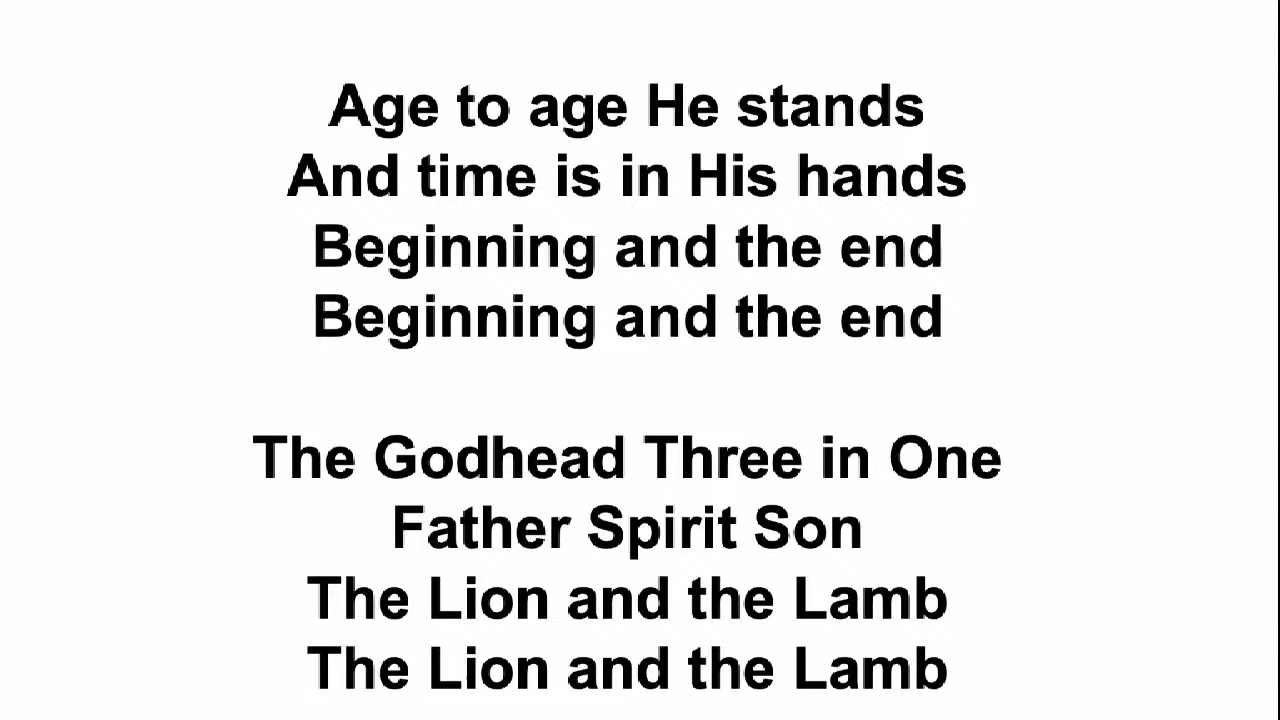 Age to age He stands
And time is in His hands
Beginning and the end
Beginning and the end
The Godhead Three in One
Father Spirit Son
The Lion and the Lamb
The Lion and the Lamb